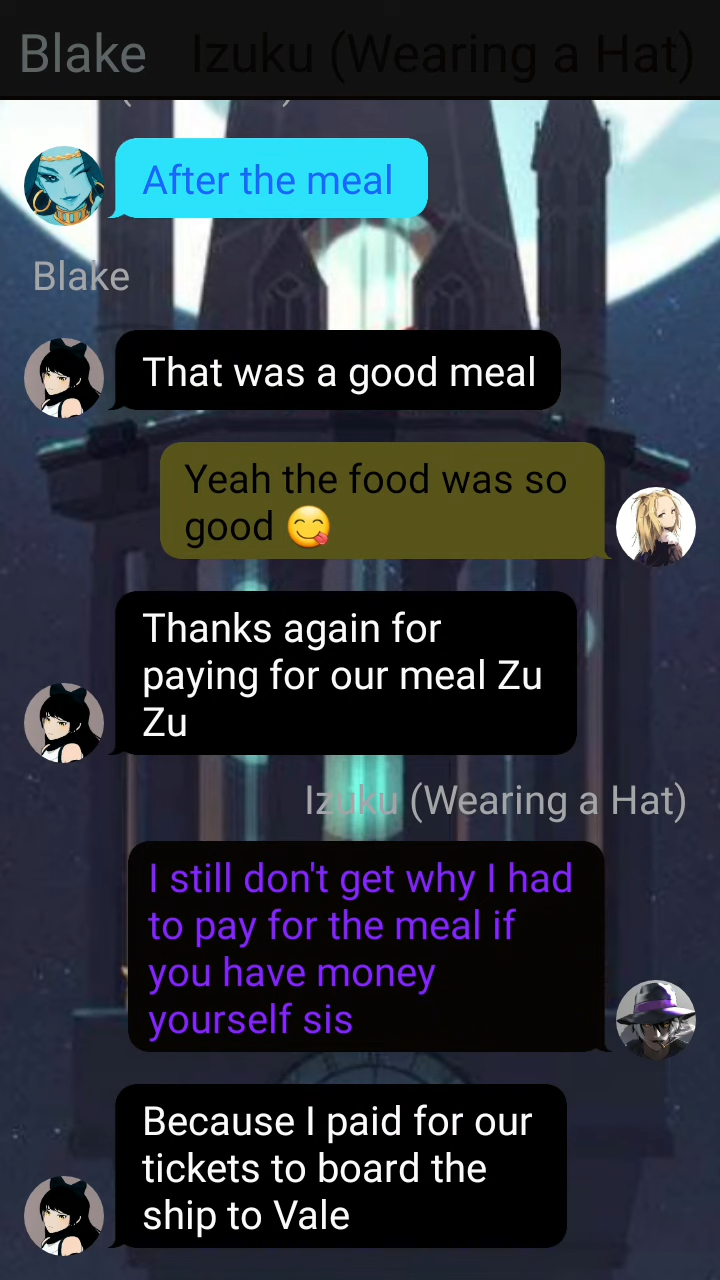 Blake Izuku (Wearing a Hat)
After the meal
Blake
That was a good meal
Yeah the food was so
good 😋
Thanks again for
paying for our meal Zu
Zu
Izuku (Wearing a Hat)
I still don't get why I had
to pay for the meal if
you have money
yourself sis
Because I paid for our
tickets to board the
ship to Vale